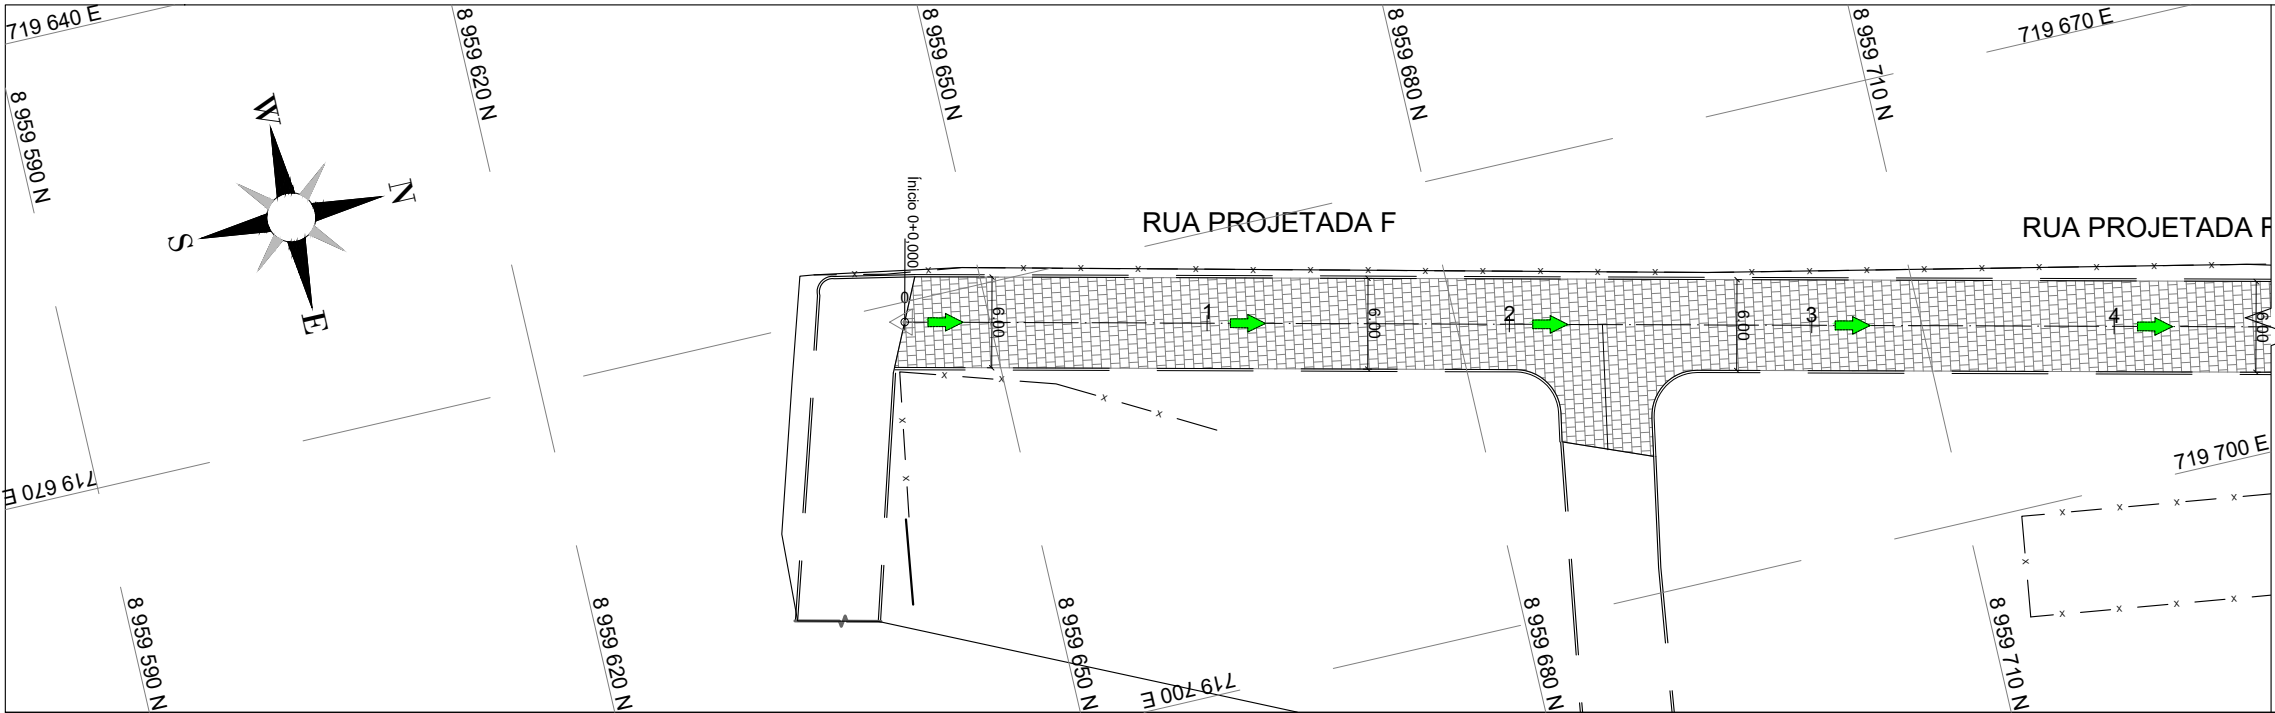 719 640 E
8 959 620 N
8 959 650 N
8 959 680 N
8 959 710 N
719 670 E
8 959 590 N
W
N
S
E
Ínicio 0+0.000
RUA PROJETADA F
RUA PROJETADA F
0
1
2
3
4
6.00
6.00
6.00
6.00
719 670 E
719 700 E
8 959 590 N
8 959 620 N
8 959 650 N
719 700 E
8 959 680 N
8 959 710 N